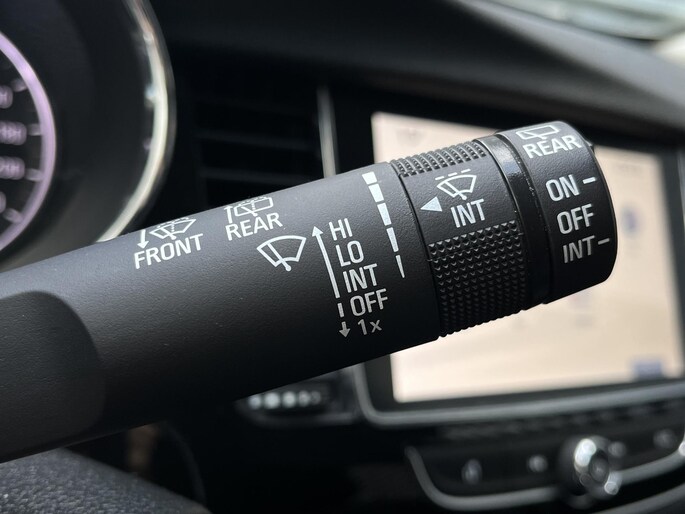 FRONT
REAR
HI
LO
INT
OFF
1x
INT
REAR
ON
OFF
INT